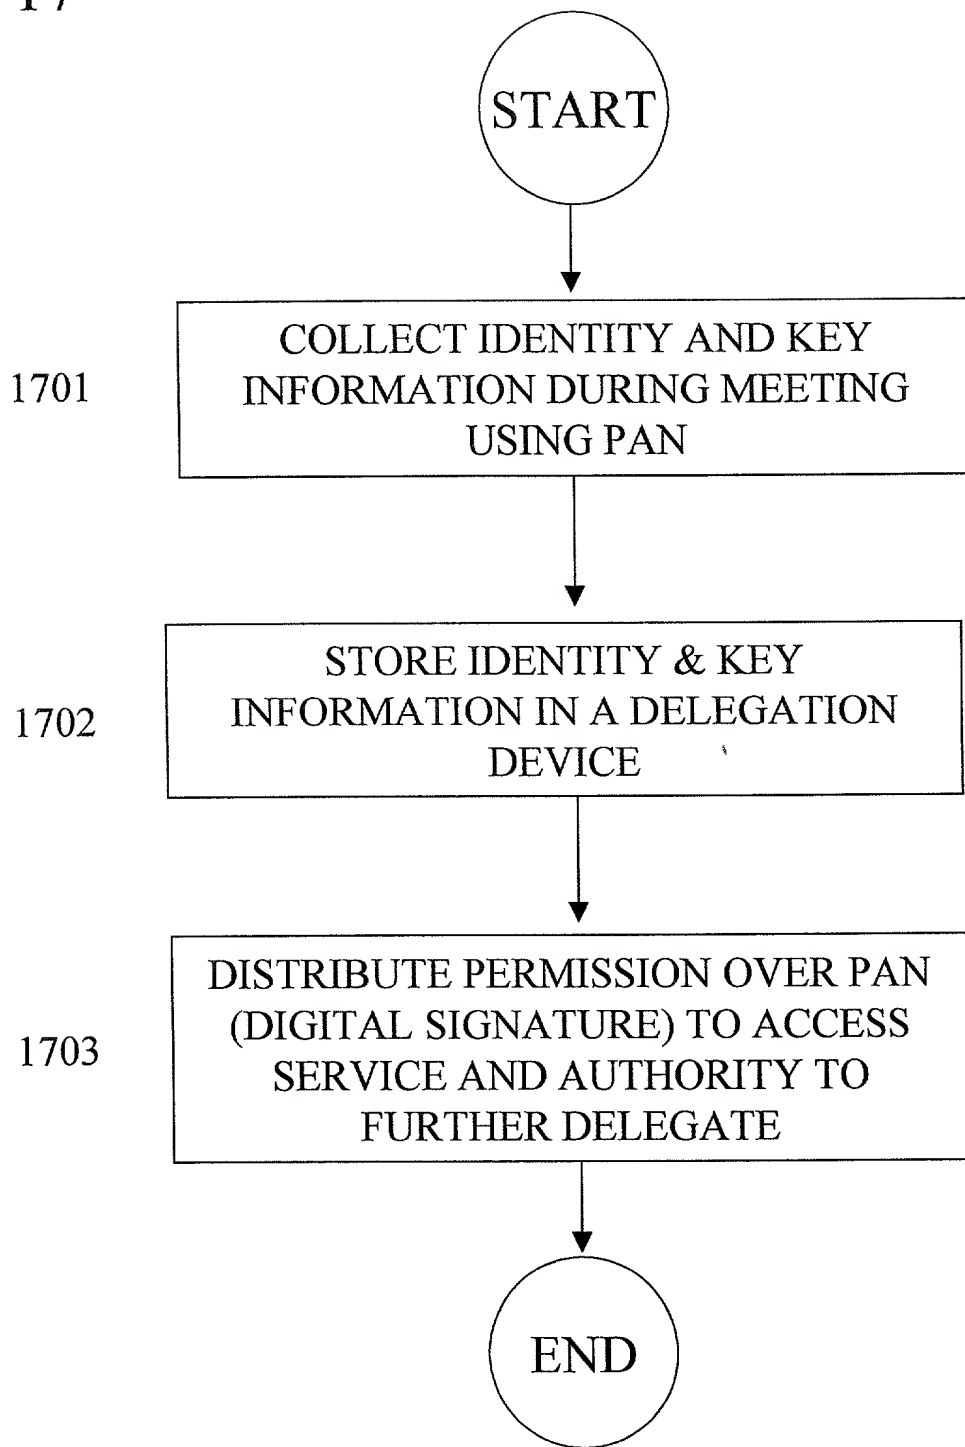 17
START
1701
COLLECT IDENTITY AND KEY
INFORMATION DURING MEETING
USING PAN
1702
STORE IDENTITY & KEY
INFORMATION IN A DELEGATION
DEVICE
1703
DISTRIBUTE PERMISSION OVER PAN
(DIGITAL SIGNATURE) TO ACCESS
SERVICE AND AUTHORITY TO
FURTHER DELEGATE
END